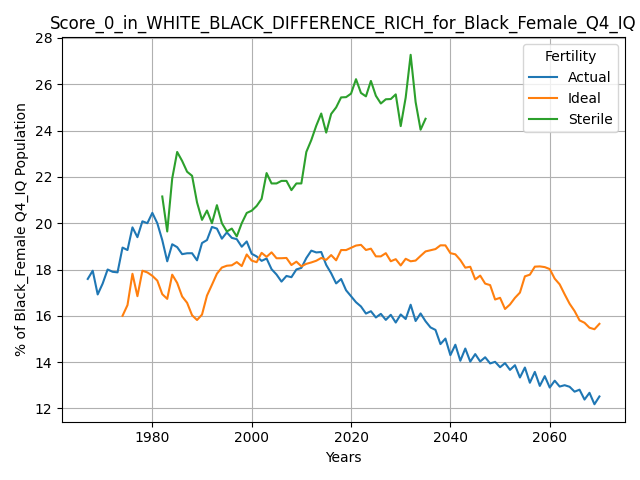 Score_0_in_WHITE_BLACK_DIFFERENCE_RICH_for_Black_Female_Q4_IQ
% of Black_Female Q4_IQ Population
28
26
24
22
20
18
16
14
12
Fertility
Actual
Ideal
Sterile
1980
2000
2020
2040
2060
Years